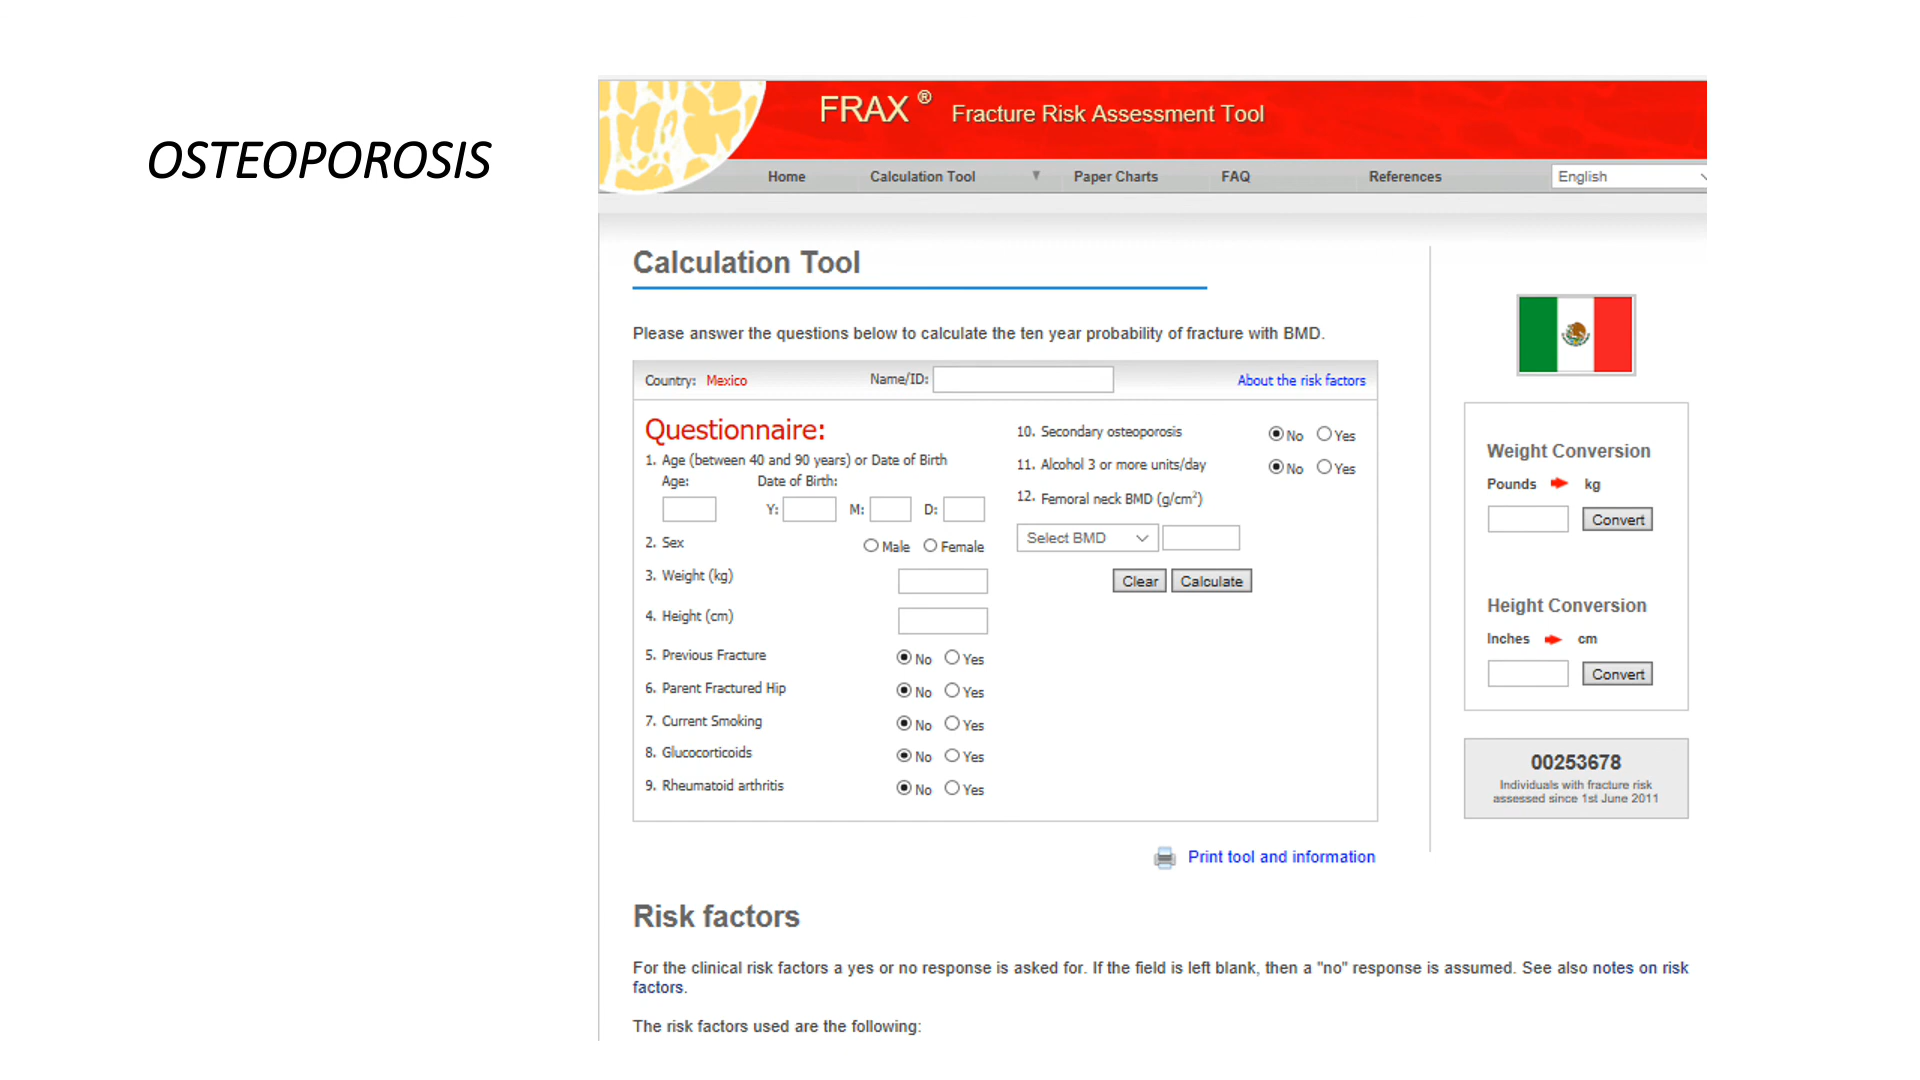 OSTEOPOROSIS
FRAX ® Fracture Risk Assessment Tool
Home Calculation Tool ▼ Paper Charts FAQ References English
Calculation Tool
Please answer the questions below to calculate the ten year probability of fracture with BMD.
Country: Mexico Name/ID: About the risk factors
Questionnaire:
1. Age (between 40 and 90 years) or Date of Birth
Age: Date of Birth:
Y: M: D:
2. Sex Male Female
3. Weight (kg)
4. Height (cm)
5. Previous Fracture No Yes
6. Parent Fractured Hip No Yes
7. Current Smoking No Yes
8. Glucocorticoids No Yes
9. Rheumatoid arthritis No Yes
10. Secondary osteoporosis No Yes
11. Alcohol 3 or more units/day No Yes
12. Femoral neck BMD (g/cm²)
Select BMD
Clear Calculate
Weight Conversion
Pounds kg
Convert
Height Conversion
Inches cm
Convert
00253678
Individuals with fracture risk
assessed since 1st June 2011
Print tool and information
Risk factors
For the clinical risk factors a yes or no response is asked for. If the field is left blank, then a "no" response is assumed. See also notes on risk
factors.
The risk factors used are the following: